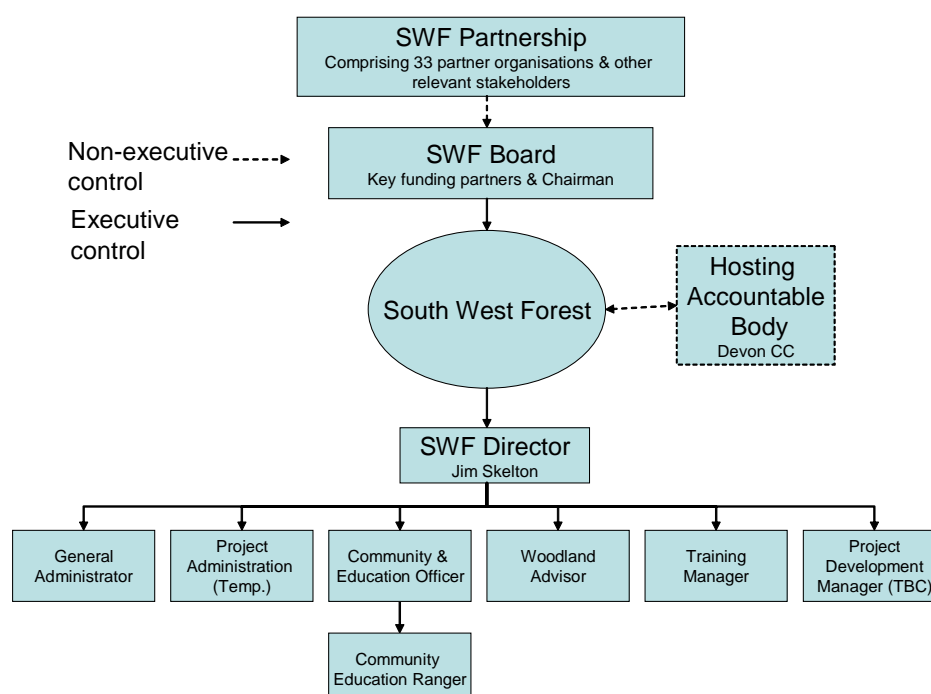 SWF Partnership
Comprising 33 partner organisations & other
relevant stakeholders
Non-executive
control
SWF Board
Key funding partners & Chairman
Executive
control
South West Forest
Hosting
Accountable
Body
Devon CC
SWF Director
Jim Skelton
General
Administrator
Project
Administration
(Temp.)
Community &
Education Officer
Woodland
Advisor
Training
Manager
Project
Development
Manager (TBC)
Community
Education Ranger